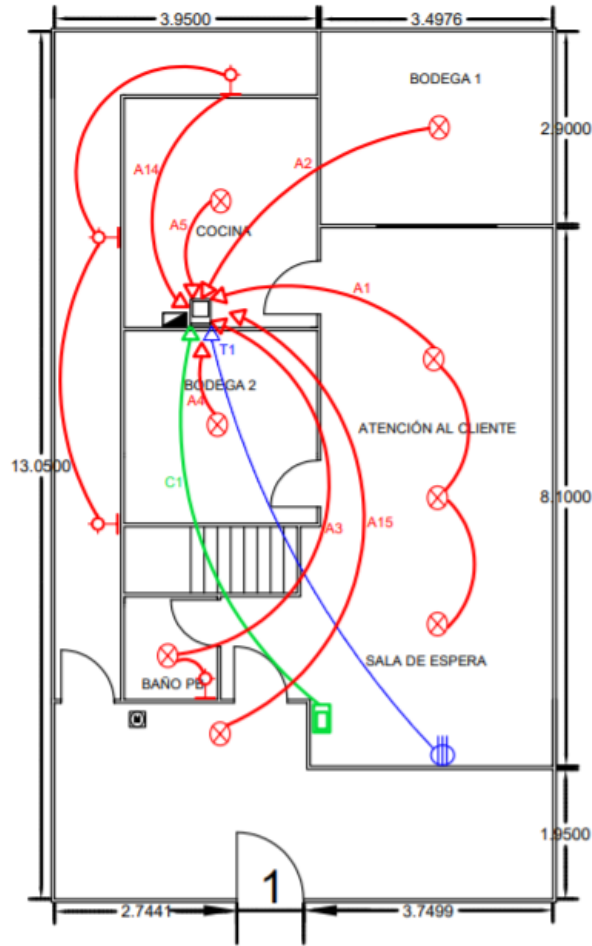 3.9500
3.4976
BODEGA 1
2.9000
A2
A14
A5
COCINA
A1
T1
BODEGA 2
A4
ATENCIÓN AL CLIENTE
13.0500
C1
8.1000
A3
A15
SALA DE ESPERA
BAÑO PB
M
1.9500
1
2.7441
3.7499